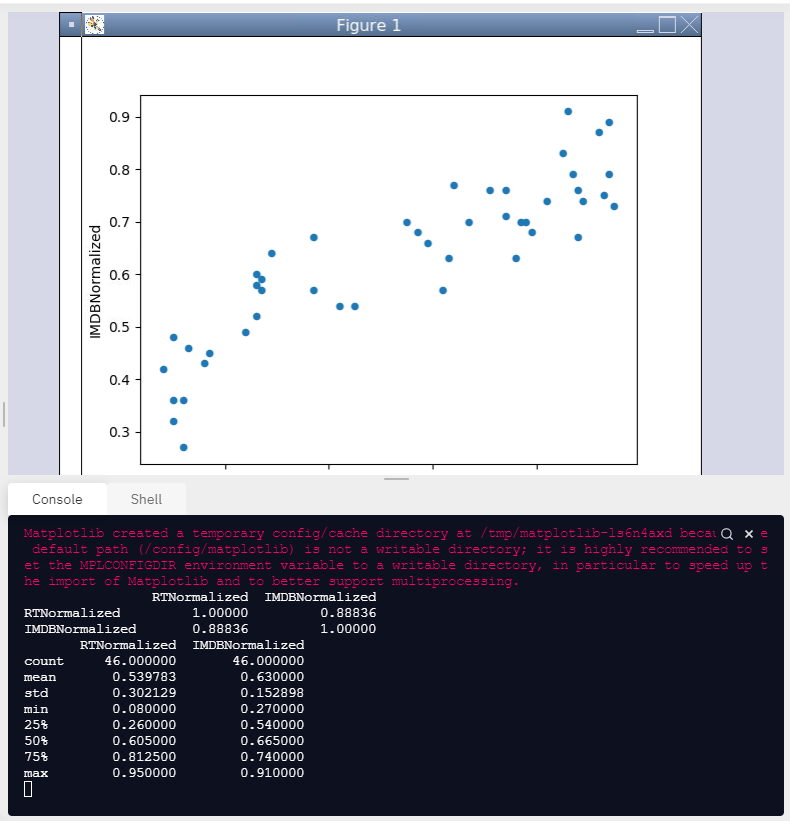 Figure 1
0.9
0.8
0.7
0.6
0.5
0.4
0.3
IMDBNormalized
Console Shell
Matplotlib created a temporary config/cache directory at /tmp/matplotlib-ls6n4axd e
default path (/config/matplotlib) is not a writable directory; it is highly recommended to s
et the MPLCONFIGDIR environment variable to a writable directory, in particular to speed up t
he import of Matplotlib and to better support multiprocessing.
RTNormalized IMDBNormalized
RTNormalized 1.00000 0.88836
IMDBNormalized 0.88836 1.00000
RTNormalized IMDBNormalized
count 46.000000 46.000000
mean 0.539783 0.630000
std 0.302129 0.152898
min 0.080000 0.270000
25% 0.260000 0.540000
50% 0.605000 0.665000
75% 0.812500 0.740000
max 0.950000 0.910000